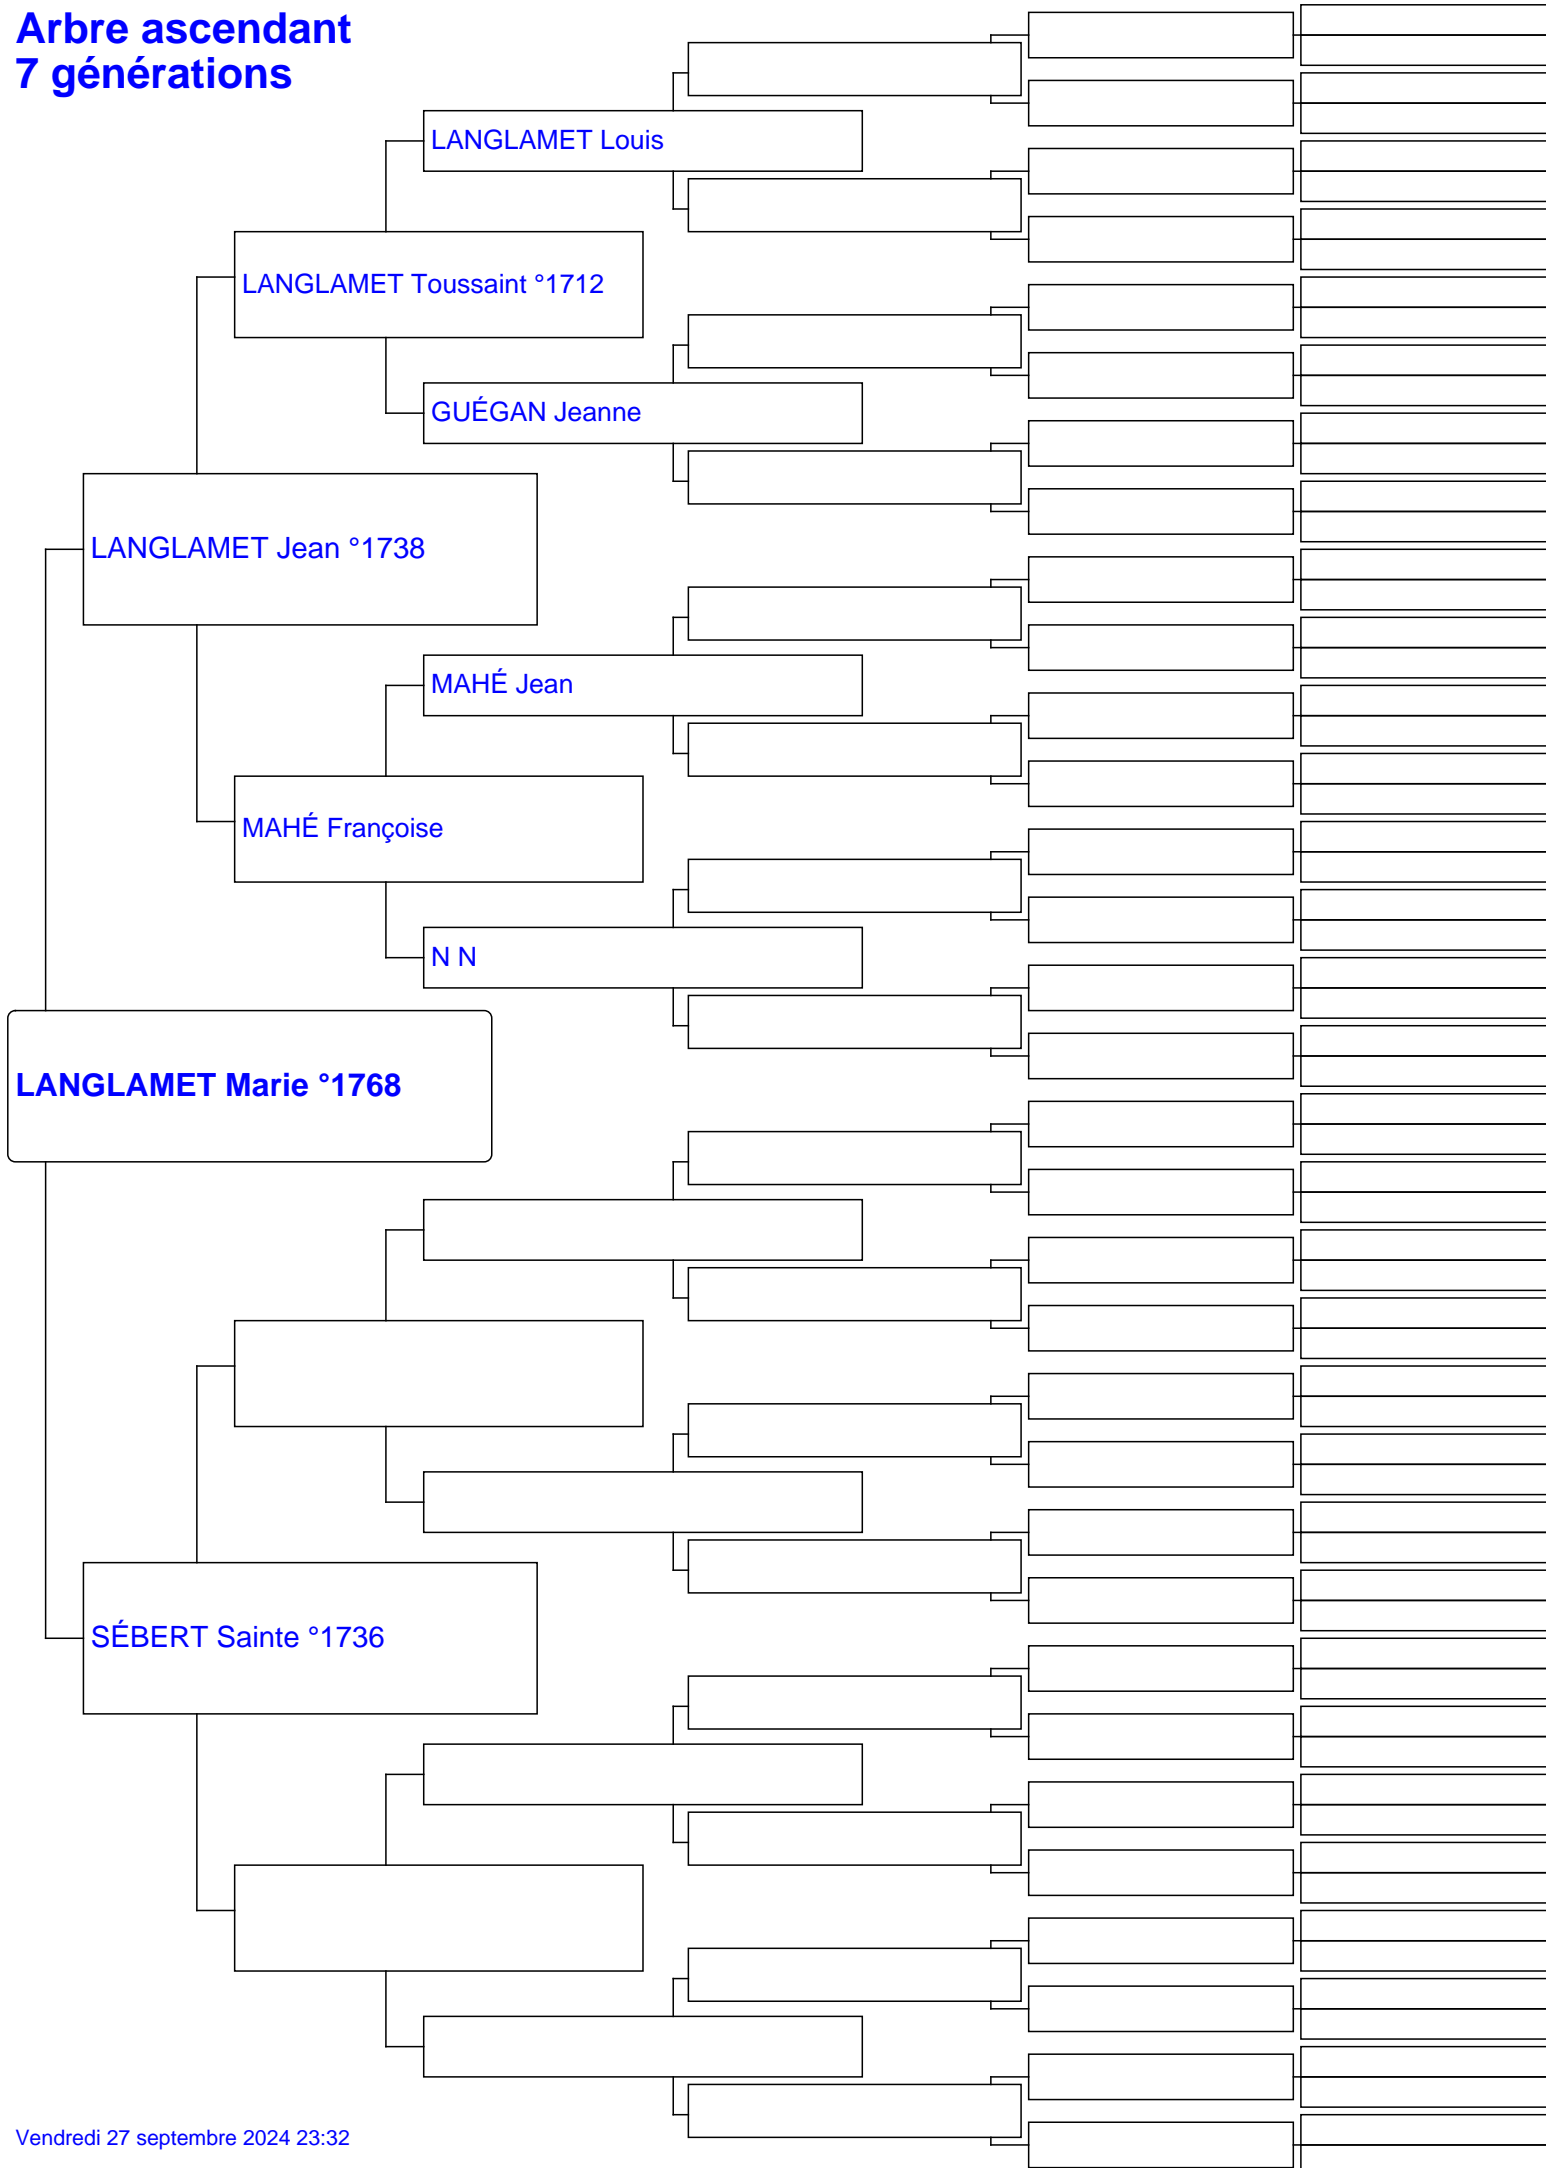 Arbre ascendant
7 générations
LANGLAMET Louis
LANGLAMET Toussaint °1712
GUÉGAN Jeanne
LANGLAMET Jean °1738
MAHÉ Jean
MAHÉ Françoise
N N
LANGLAMET Marie °1768
SÉBERT Sainte °1736
Vendredi 27 septembre 2024 23:32